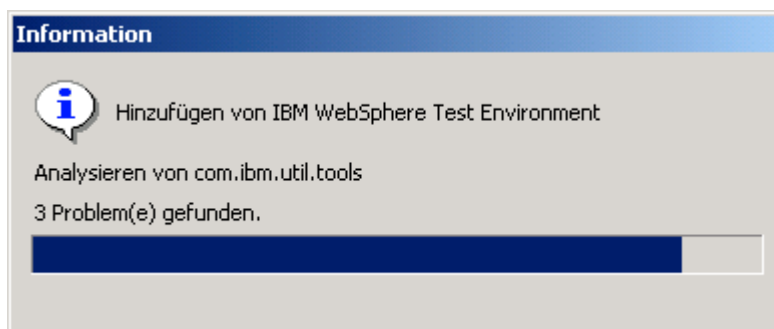 Information
Hinzufügen von IBM WebSphere Test Environment
Analysieren von com.ibm.util.tools
3 Problem(e) gefunden.